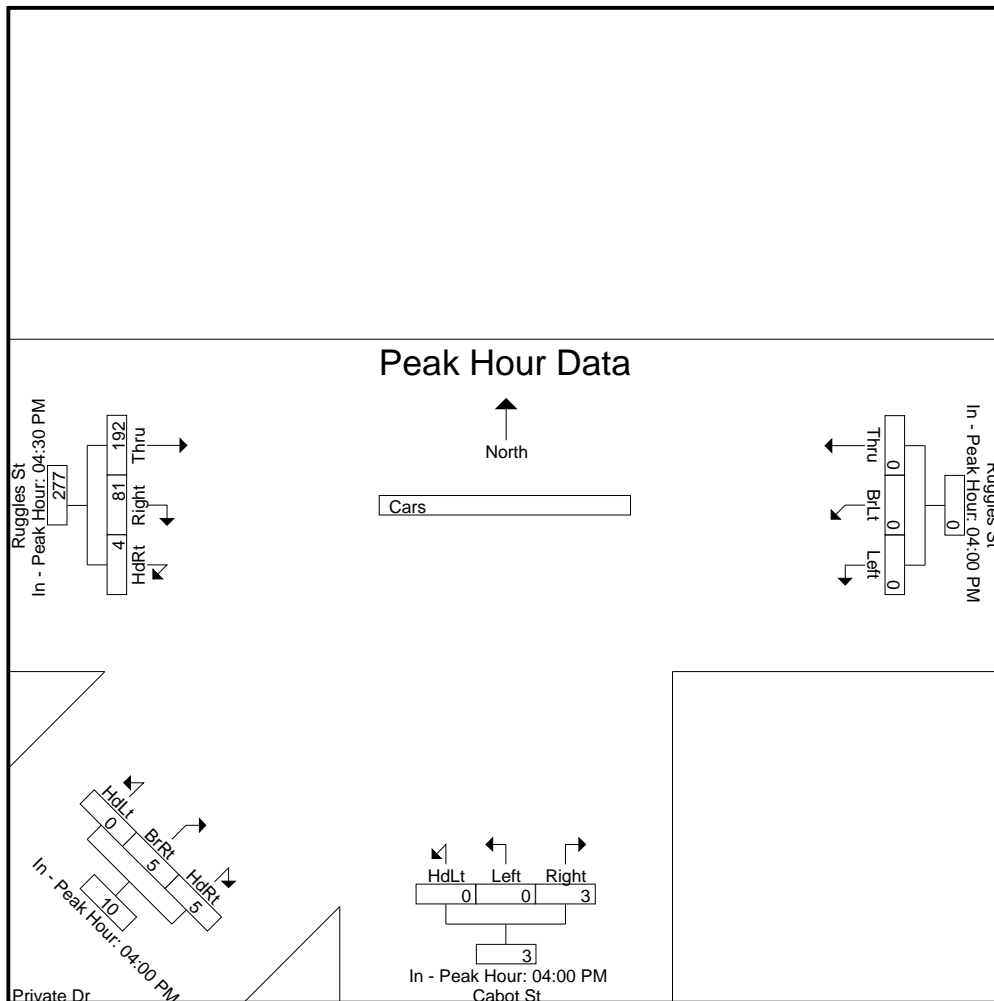 Peak Hour Data
North
Cars
Ruggles St
In - Peak Hour: 04:30 PM
277
192 81 4
Thru Right HdRt
Thru BrLt Left
0 0 0
0
In - Peak Hour: 04:00 PM
Ruggles St
HdLt BrRt HdRt
0 5 5
10
In - Peak Hour: 04:00 PM
Private Dr
HdLt Left Right
0 0 3
3
In - Peak Hour: 04:00 PM
Cabot St